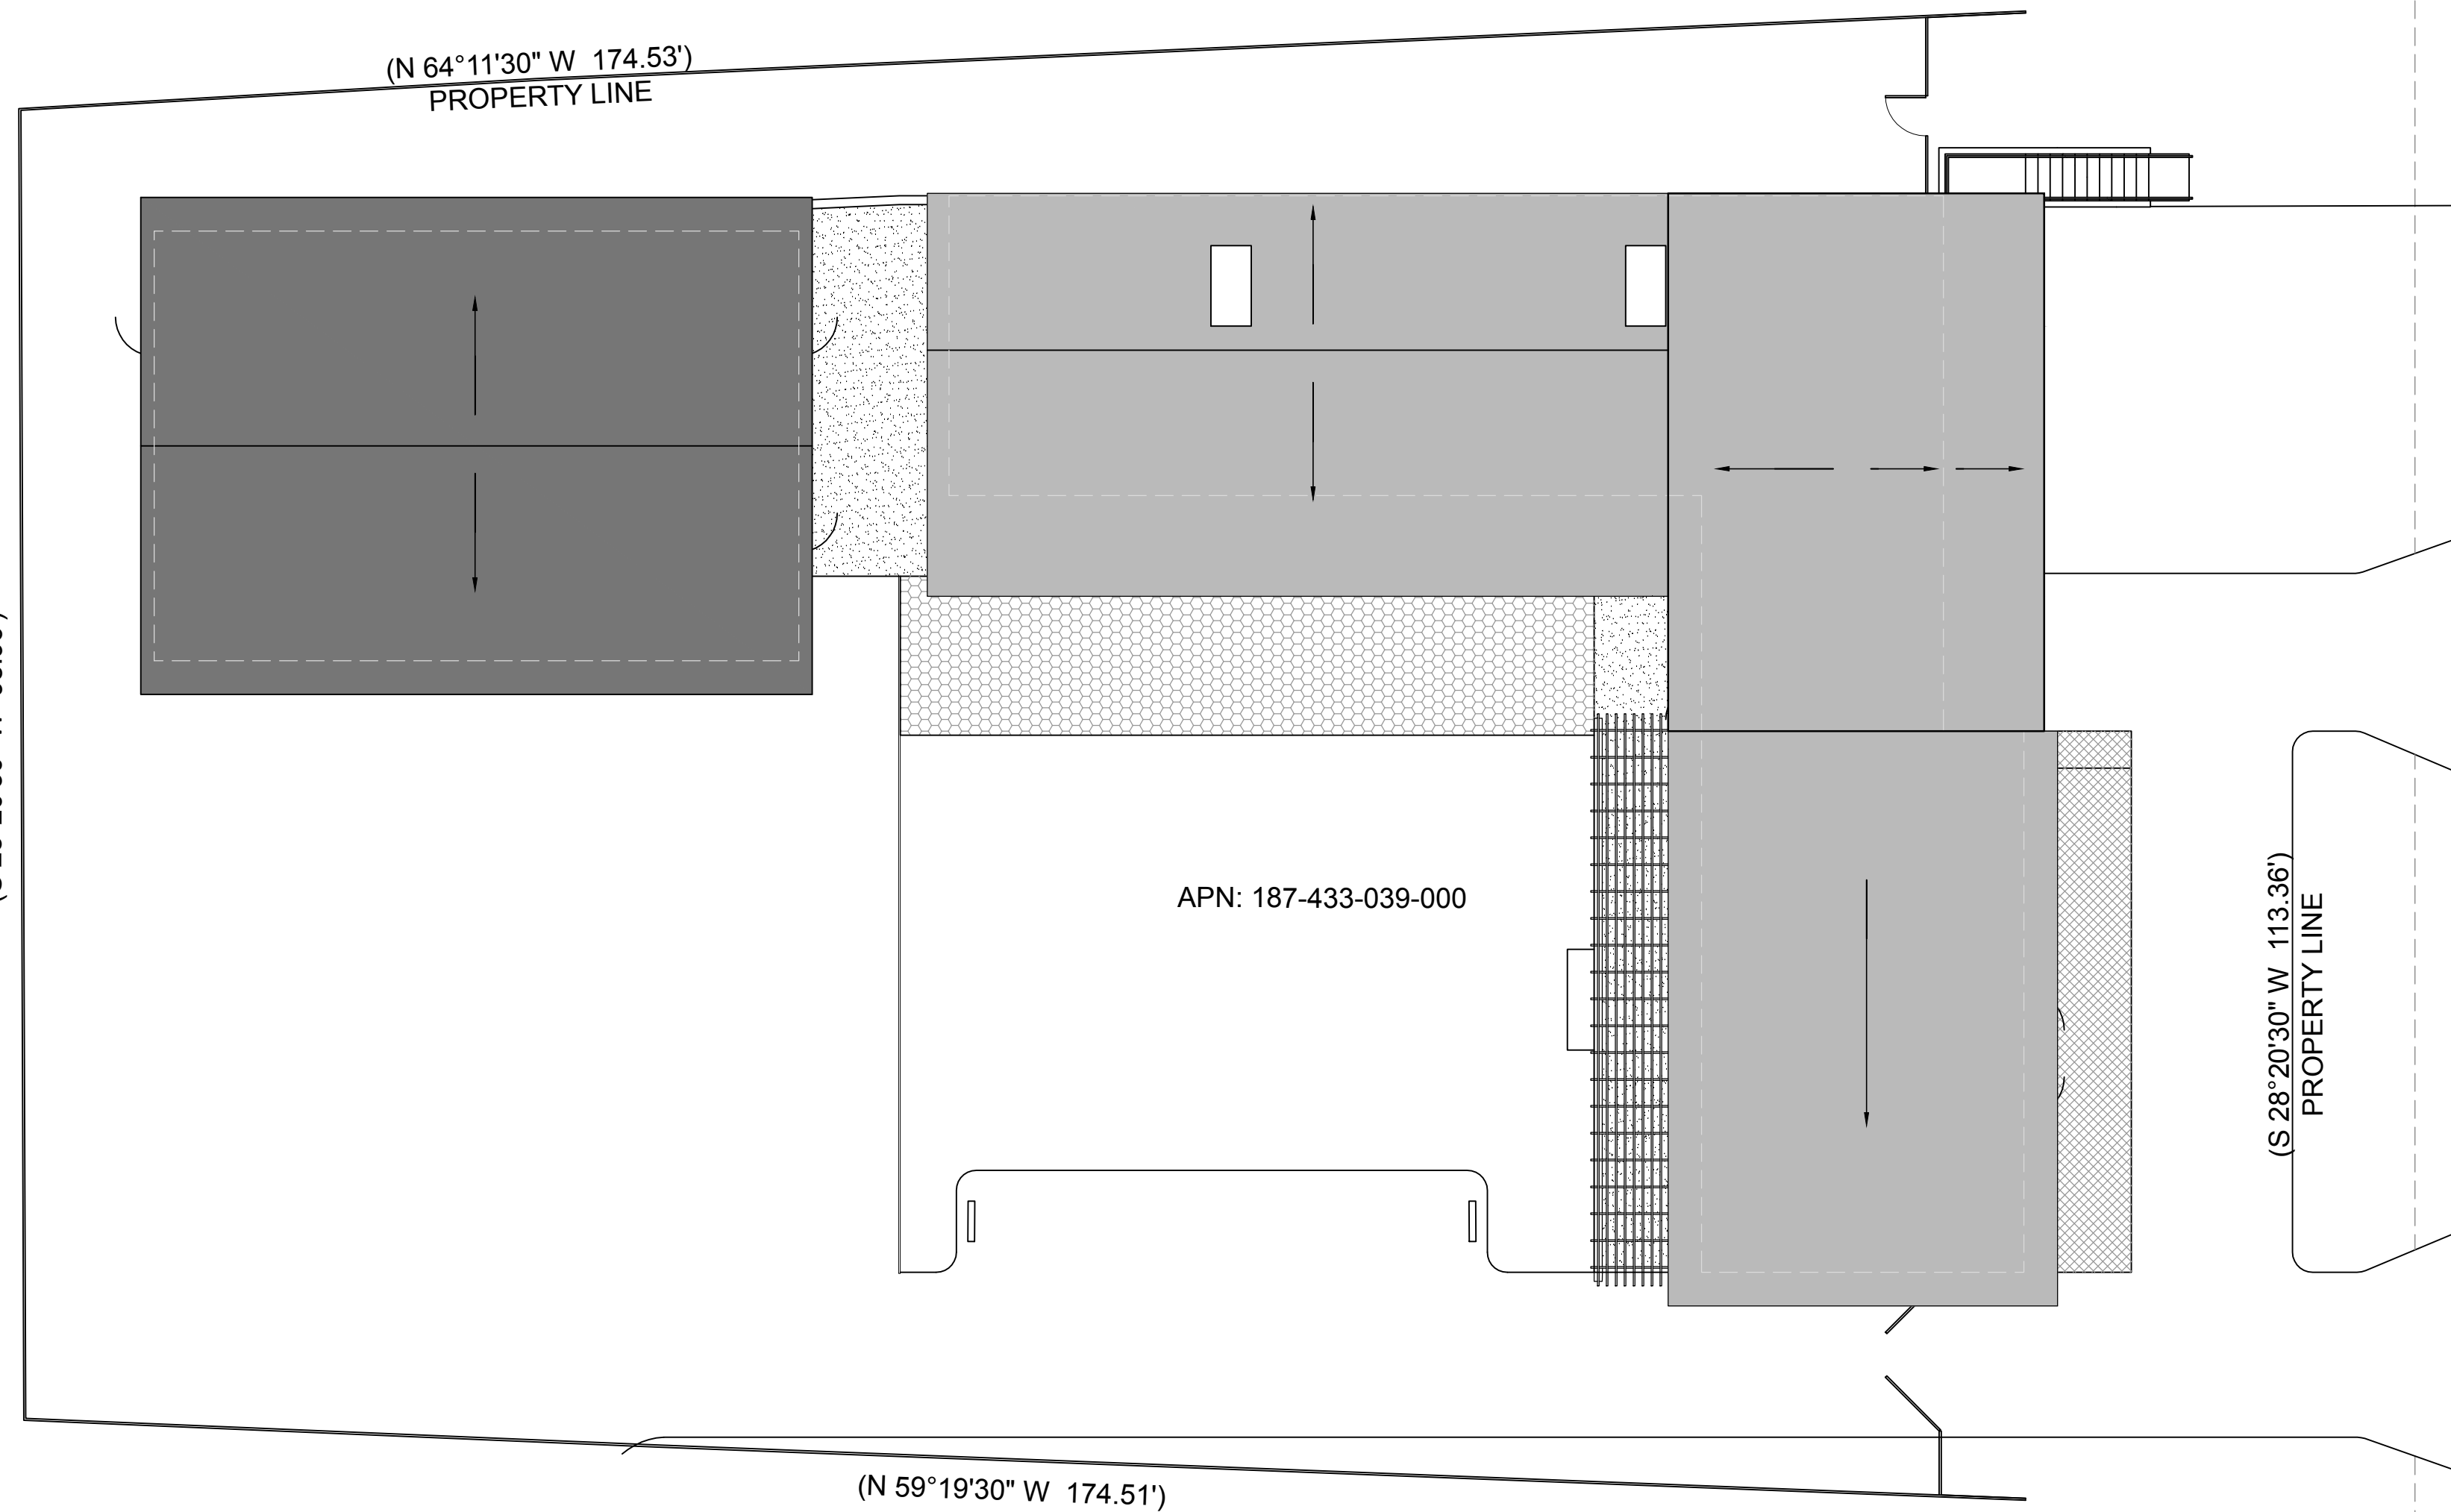 (N 64°11'30" W 174.53')
PROPERTY LINE
APN: 187-433-039-000
(S 28°20'30" W 113.36')
PROPERTY LINE
(N 59°19'30" W 174.51')